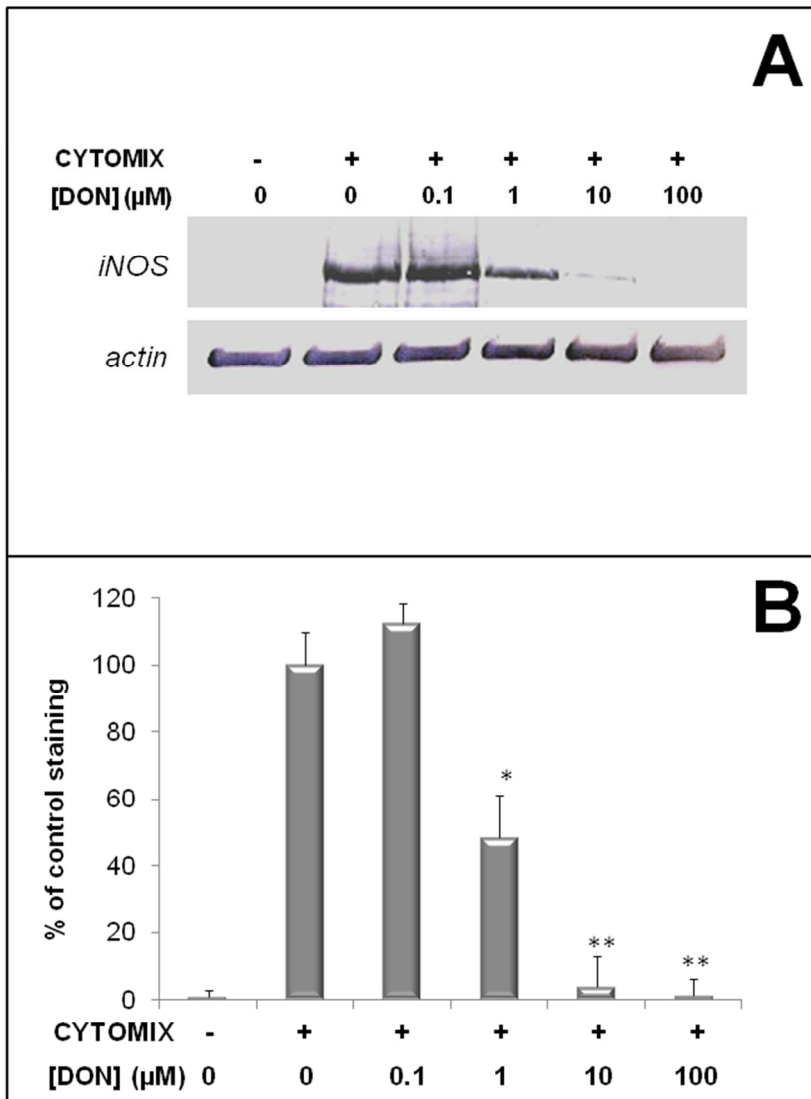 A
CYTOMIX - + + + + +
[DON] (µM) 0 0 0.1 1 10 100
iNOS
actin
B
120
100
80
60
40
20
0
% of control staining
*
**
**
CYTOMIX - + + + + +
[DON] (µM) 0 0 0.1 1 10 100